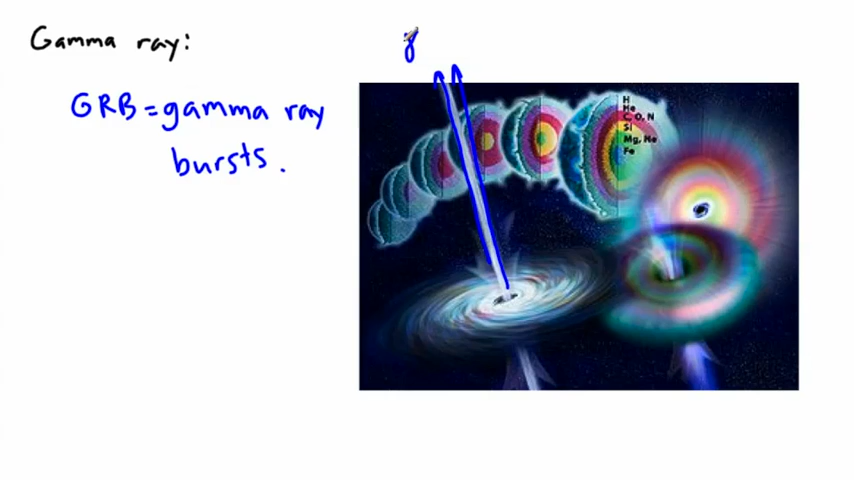 Gamma ray:
γ
GRB = gamma ray
bursts.
H
He
C, O, N
Si
Mg, Ne
Fe